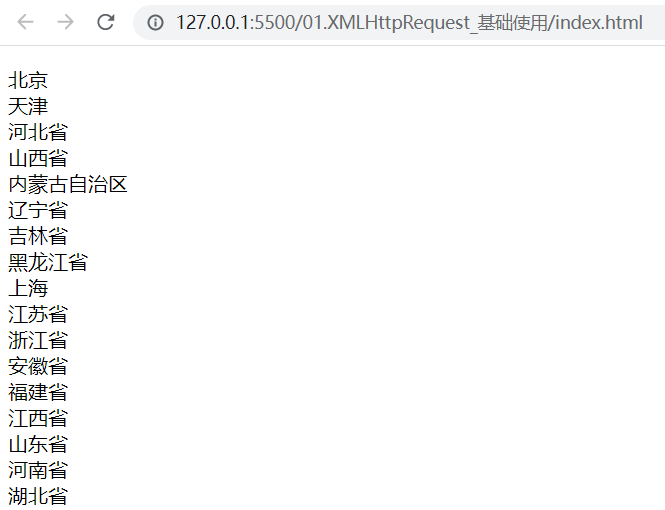 127.0.0.1:5500/01.XMLHttpRequest_基础使用/index.html
北京
天津
河北省
山西省
内蒙古自治区
辽宁省
吉林省
黑龙江省
上海
江苏省
浙江省
安徽省
福建省
江西省
山东省
河南省
湖北省